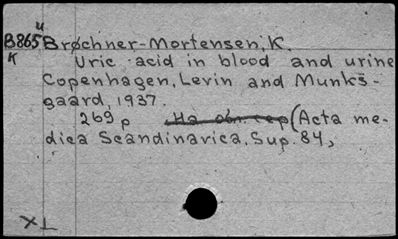 B865 Brøchner-Mortensen, K.
K Uric acid in blood and urine
Copenhagen, Levin and Munks-
gaard, 1937.
269 p (Acta me-
dica Scandinavica. Sup. 84,
XL